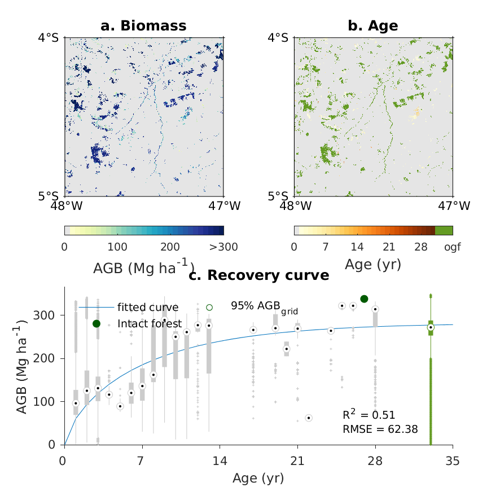 a. Biomass
b. Age
4°S
4°S
5°S
5°S
48°W
47°W
48°W
47°W
0 100 200 >300
0 7 14 21 28 ogf
AGB (Mg ha-1)
Age (yr)
c. Recovery curve
fitted curve
95% AGBgrid
Intact forest
300
200
100
0
AGB (Mg ha-1)
R2 = 0.51
RMSE = 62.38
0 7 14 21 28 35
Age (yr)